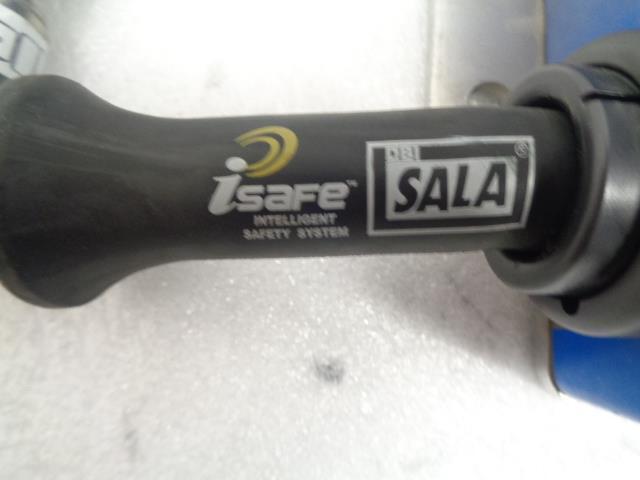 isafe™
INTELLIGENT
SAFETY SYSTEM
DBI
SALA®